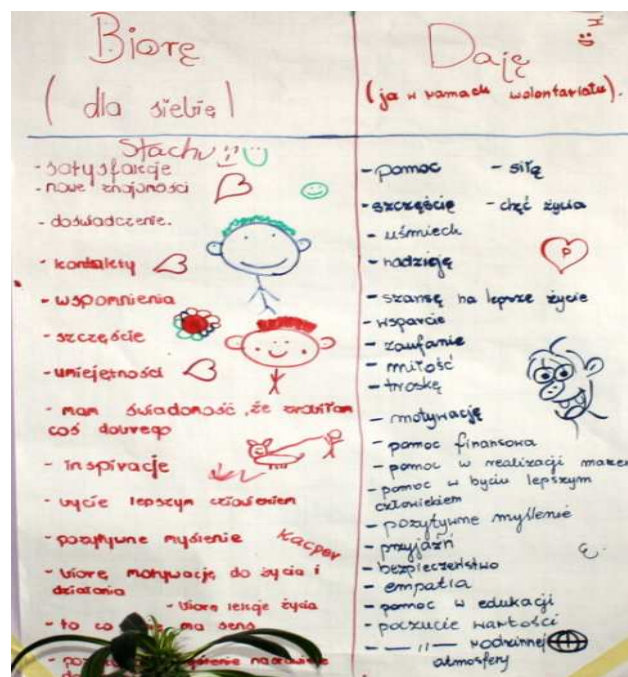 Biorę
(dla siebie)
Stachu
- satysfakcje
- nowe znajomości
- doświadczenie.
- kontakty
- wspomnienia
- szczęście
- umiejętności
- mam świadomość, że zrobiłam
coś dobrego
- inspiracje
- bycie lepszym człowiekiem
- pozytywne myślenie
Kacper
- biorę motywację do życia i
działania
- biorę lekcje życia
- to co ma sens
Daję
(ja w ramach wolontariatu).
- pomoc - siłę
- szczęście - chęć życia
- uśmiech
- nadzieję
P
- szansę na lepsze życie
- wsparcie
- zaufanie
- miłość
- troskę
- motywację
- pomoc finansowa
- pomoc w realizacji marzeń
- pomoc w byciu lepszym
człowiekiem
- pozytywne myślenie
- przyjaźń
- bezpieczeństwo
- empatia
- pomoc w edukacji
- poczucie wartości
- — " — rodzinnej
atmosfery